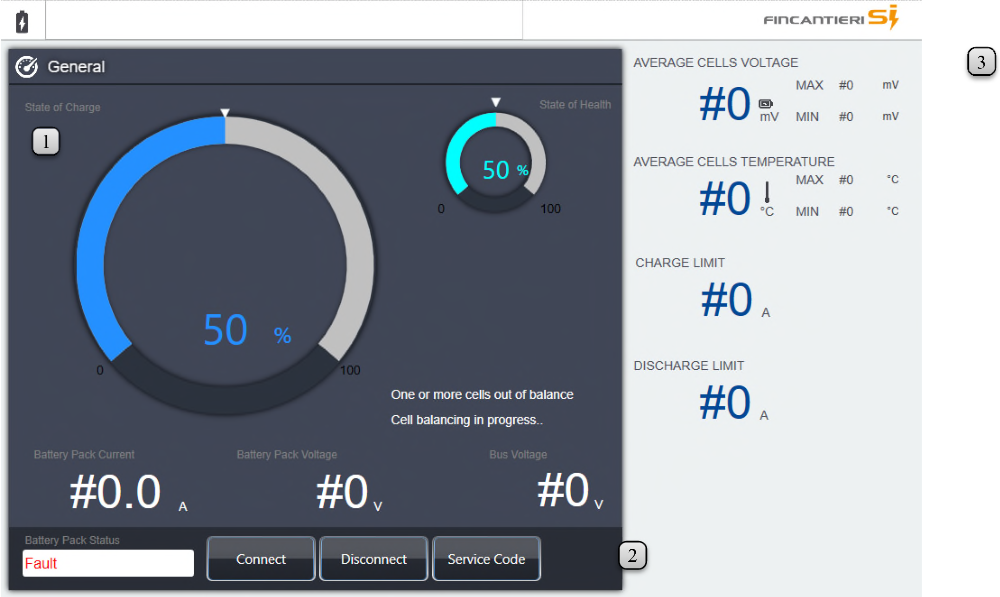 FINCANTIERI SI
General
State of Charge
State of Health
1
50 %
0
100
50 %
0
100
One or more cells out of balance
Cell balancing in progress..
Battery Pack Current
#0.0 A
Battery Pack Voltage
#0 V
Bus Voltage
#0 V
Battery Pack Status
Fault
Connect
Disconnect
Service Code
2
AVERAGE CELLS VOLTAGE
#0 mV
MAX #0 mV
MIN #0 mV
AVERAGE CELLS TEMPERATURE
#0 °C
MAX #0 °C
MIN #0 °C
CHARGE LIMIT
#0 A
DISCHARGE LIMIT
#0 A
3